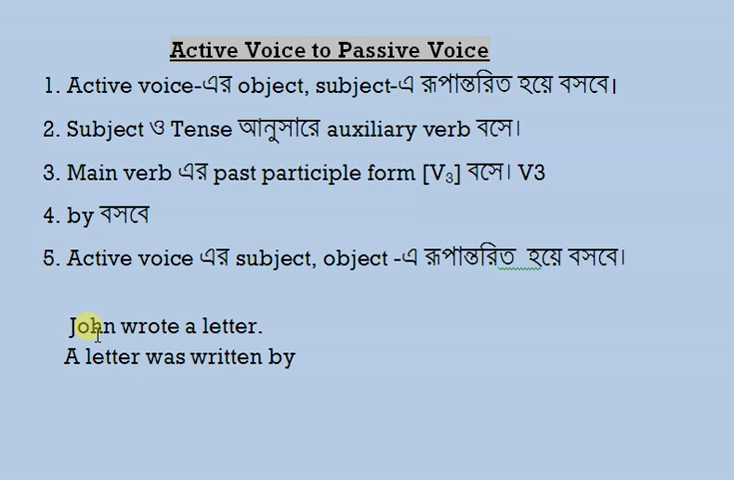 Active Voice to Passive Voice
1. Active voice-এর object, subject-এ রূপান্তরিত হয়ে বসবে।
2. Subject ও Tense আনুসারে auxiliary verb বসে।
3. Main verb এর past participle form [V₃] বসে। V3
4. by বসবে
5. Active voice এর subject, object -এ রূপান্তরিত হয়ে বসবে।
John wrote a letter.
A letter was written by